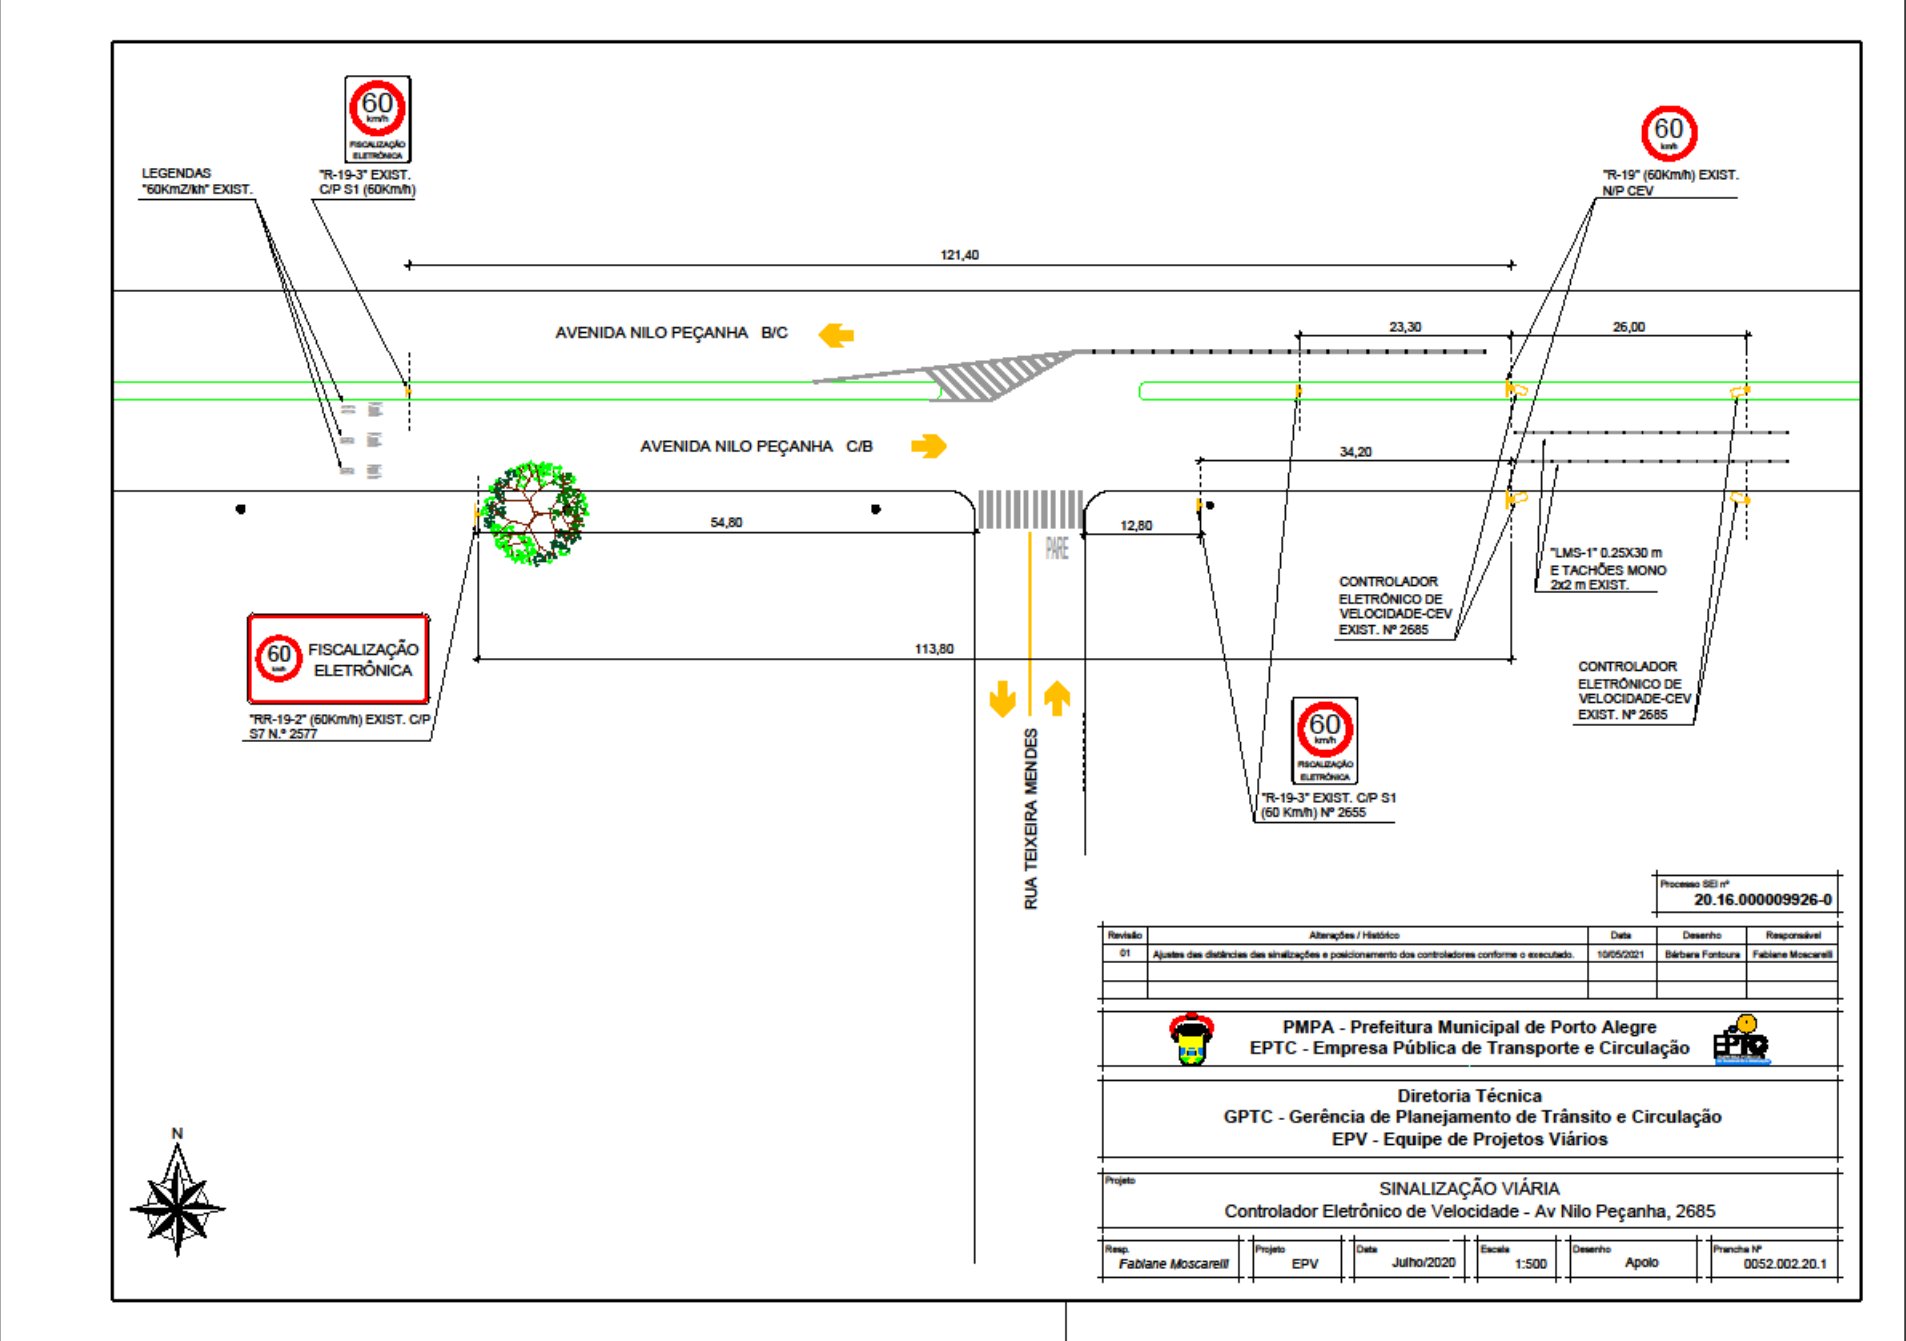 60
km/h
FISCALIZAÇÃO
ELETRÔNICA
LEGENDAS
"60KmZ/kh" EXIST.
"R-19-3" EXIST.
C/P S1 (60Km/h)
60
km/h
"R-19" (60Km/h) EXIST.
N/P CEV
121,40
AVENIDA NILO PEÇANHA B/C
23,30
26,00
AVENIDA NILO PEÇANHA C/B
34,20
54,80
12,80
PARE
"LMS-1" 0.25X30 m
E TACHÕES MONO
2x2 m EXIST.
CONTROLADOR
ELETRÔNICO DE
VELOCIDADE-CEV
EXIST. Nº 2685
113,80
60
km/h
FISCALIZAÇÃO
ELETRÔNICA
"RR-19-2" (60Km/h) EXIST. C/P
S7 N.º 2577
CONTROLADOR
ELETRÔNICO DE
VELOCIDADE-CEV
EXIST. Nº 2685
60
km/h
FISCALIZAÇÃO
ELETRÔNICA
"R-19-3" EXIST. C/P S1
(60 Km/h) Nº 2655
RUA TEIXEIRA MENDES
Processo SEI nº
20.16.000009926-0
Revisão Alterações / Histórico Data Desenho Responsável
01 Ajustes das distâncias das sinalizações e posicionamento dos controladores conforme o executado. 10/05/2021 Bárbara Fontoura Fabiane Moscarelli
PMPA - Prefeitura Municipal de Porto Alegre
EPTC - Empresa Pública de Transporte e Circulação
EPTC
Diretoria Técnica
GPTC - Gerência de Planejamento de Trânsito e Circulação
EPV - Equipe de Projetos Viários
Projeto
SINALIZAÇÃO VIÁRIA
Controlador Eletrônico de Velocidade - Av Nilo Peçanha, 2685
Resp. Projeto Data Escala Desenho Prancha Nº
Fabiane Moscarelli EPV Julho/2020 1:500 Apolo 0052.002.20.1
N